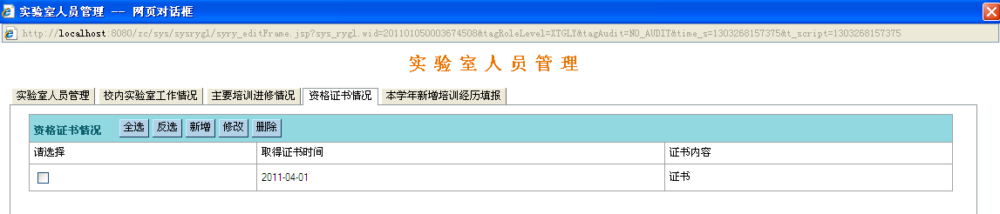 实验室人员管理 -- 网页对话框
http://localhost:8080/zc/sys/sysrygl/syry_editFrame.jsp?sys_rygl.wid=201101050003674508&tagRoleLevel=XTGLY&tagAudit=NO_AUDIT&time_s=1303268157375&t_script=1303268157375
实验室人员管理
实验室人员管理 校内实验室工作情况 主要培训进修情况 资格证书情况 本学年新增培训经历填报
资格证书情况 全选 反选 新增 修改 删除
请选择 取得证书时间 证书内容
2011-04-01 证书